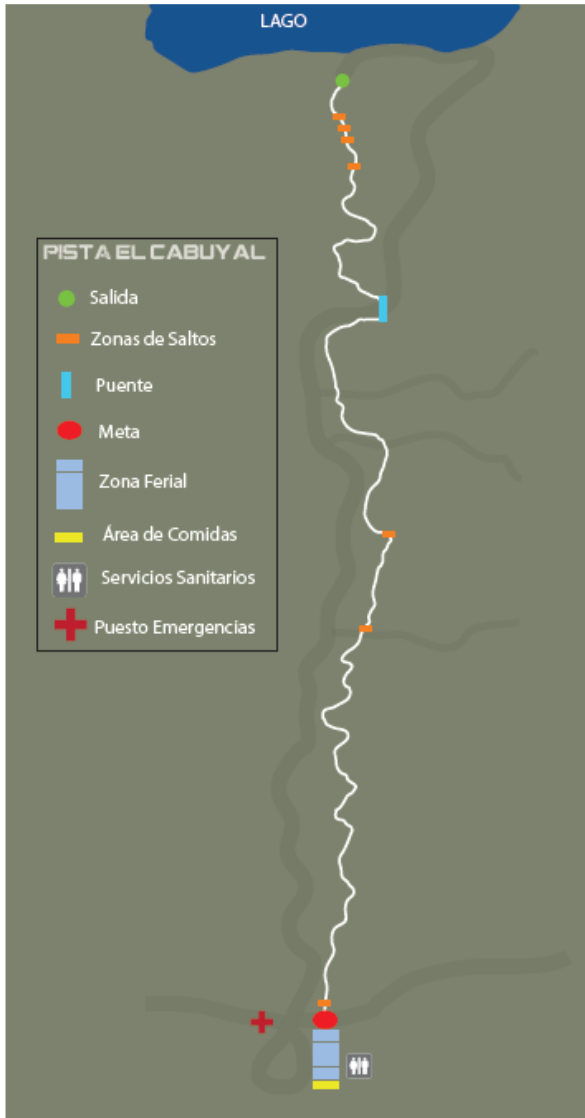 LAGO
PISTA EL CABUYAL
Salida
Zonas de Saltos
Puente
Meta
Zona Ferial
Área de Comidas
Servicios Sanitarios
Puesto Emergencias